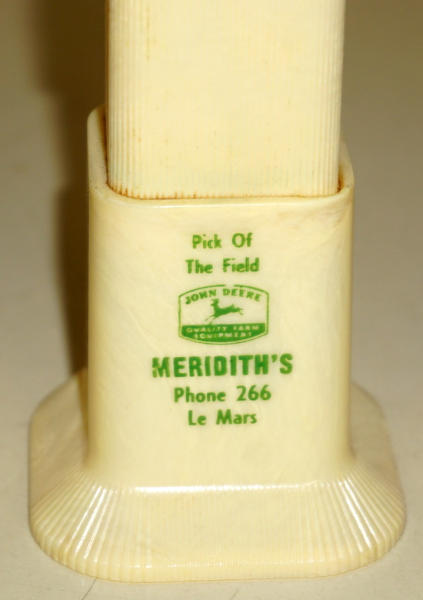 Pick Of
The Field
JOHN DEERE
QUALITY FARM
EQUIPMENT
MERIDITH'S
Phone 266
Le Mars